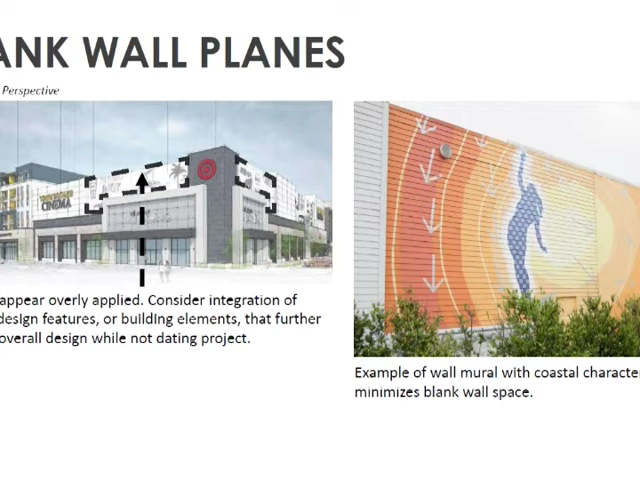 ANK WALL PLANES
Perspective
CINEMA
appear overly applied. Consider integration of
design features, or building elements, that further
overall design while not dating project.
Example of wall mural with coastal character
minimizes blank wall space.